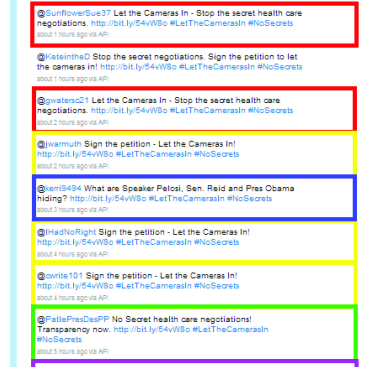 @SunflowerSue37 Let the Cameras In - Stop the secret health care
negotiations. http://bit.ly/54vW8o #LetTheCamerasIn #NoSecrets
about 1 hours ago via API
@KeteintheD Stop the secret negotiations. Sign the petition to let
the cameras in! http://bit.ly/54vW8o #LetTheCamerasIn #NoSecrets
about 1 hours ago via API
@gwatersc21 Let the Cameras In - Stop the secret health care
negotiations. http://bit.ly/54vW8o #LetTheCamerasIn #NoSecrets
about 2 hours ago via API
@jwarmuth Sign the petition - Let the Cameras In!
http://bit.ly/54vW8o #LetTheCamerasIn #NoSecrets
about 2 hours ago via API
@kerri9494 What are Speaker Pelosi, Sen. Reid and Pres Obama
hiding? http://bit.ly/54vW8o #LetTheCamerasIn #NoSecrets
about 3 hours ago via API
@IHadNoRight Sign the petition - Let the Cameras In!
http://bit.ly/54vW8o #LetTheCamerasIn #NoSecrets
about 4 hours ago via API
@cwrite101 Sign the petition - Let the Cameras In!
http://bit.ly/54vW8o #LetTheCamerasIn #NoSecrets
about 4 hours ago via API
@PatlePresDesPP No Secret health care negotiations!
Transparency now. http://bit.ly/54vW8o #LetTheCamerasIn
#NoSecrets
about 5 hours ago via API